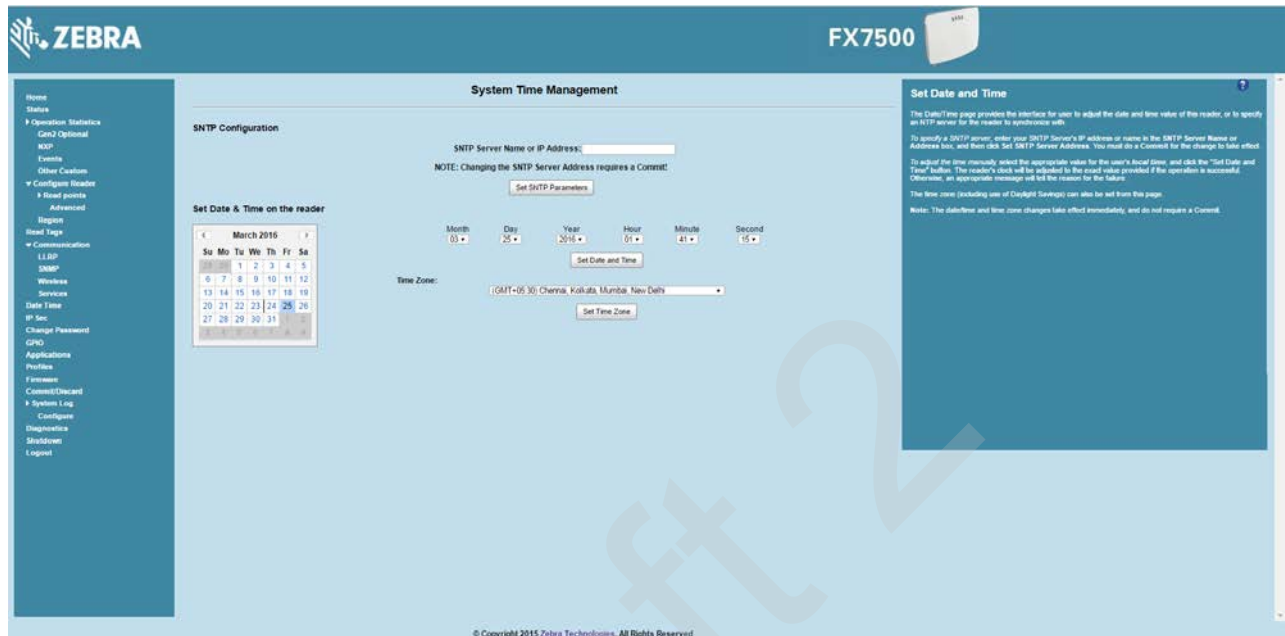 ZEBRA
FX7500
Home
Status
Operation Statistics
Gen2 Optional
NXP
Events
Other Custom
Configure Reader
Read points
Advanced
Region
Read Tags
Communication
LLRP
SNMP
Wireless
Services
Date Time
IP Sec
Change Password
GPIO
Applications
Profiles
Firmware
Commit/Discard
System Log
Configure
Diagnostics
Shutdown
Logout
System Time Management
SNTP Configuration
SNTP Server Name or IP Address:
NOTE: Changing the SNTP Server Address requires a Commit!
Set SNTP Parameters
Set Date & Time on the reader
March 2016
Su Mo Tu We Th Fr Sa
1 2 3 4 5
6 7 8 9 10 11 12
13 14 15 16 17 18 19
20 21 22 23 24 25 26
27 28 29 30 31
Month Day Year Hour Minute Second
03 25 2016 01 41 15
Set Date and Time
Time Zone:
(GMT+05:30) Chennai, Kolkata, Mumbai, New Delhi
Set Time Zone
?
Set Date and Time
The Date/Time page provides the interface for user to adjust the date and time value of this reader, or to specify
an NTP server for the reader to synchronize with.
To specify a SNTP server, enter your SNTP Server's IP address or name in the SNTP Server Name or
Address box, and then click Set SNTP Server Address. You must do a Commit for the change to take effect.
To adjust the time manually, select the appropriate value for the user's local time, and click the "Set Date and
Time" button. The reader's clock will be adjusted to the exact value provided if the operation is successful.
Otherwise, an appropriate message will tell the reason for the failure.
The time zone (including use of Daylight Savings) can also be set from this page.
Note: The date/time and time zone changes take effect immediately, and do not require a Commit.
© Copyright 2015 Zebra Technologies. All Rights Reserved
ft 2